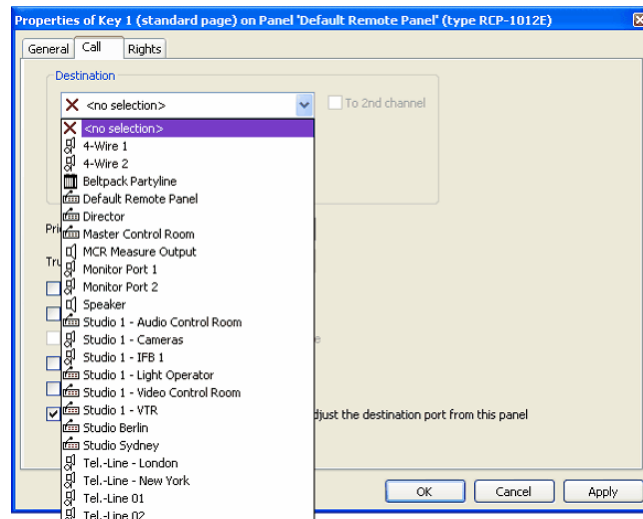 Properties of Key 1 (standard page) on Panel 'Default Remote Panel' (type RCP-1012E)
General Call Rights
Destination
<no selection> To 2nd channel
<no selection>
4-Wire 1
4-Wire 2
Beltpack Partyline
Default Remote Panel
Director
Master Control Room
MCR Measure Output
Monitor Port 1
Monitor Port 2
Speaker
Studio 1 - Audio Control Room
Studio 1 - Cameras
Studio 1 - IFB 1
Studio 1 - Light Operator
Studio 1 - Video Control Room
Studio 1 - VTR
djust the destination port from this panel
Studio Berlin
Studio Sydney
Tel.-Line - London
Tel.-Line - New York
Tel.-Line 01
Tel.-Line 02
OK Cancel Apply